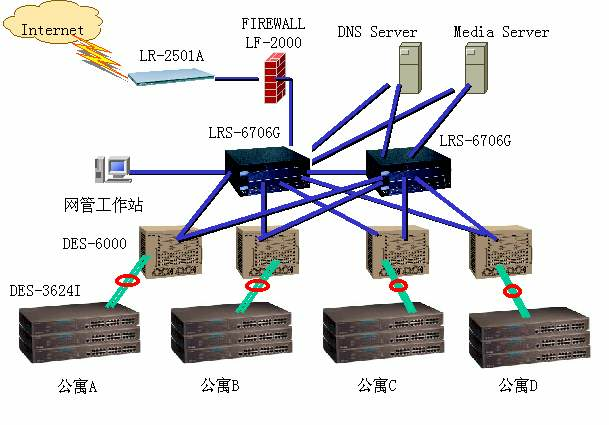 Internet
LR-2501A
FIREWALL
LF-2000
DNS Server
Media Server
LRS-6706G
LRS-6706G
网管工作站
DES-6000
DES-3624I
公寓A
公寓B
公寓C
公寓D